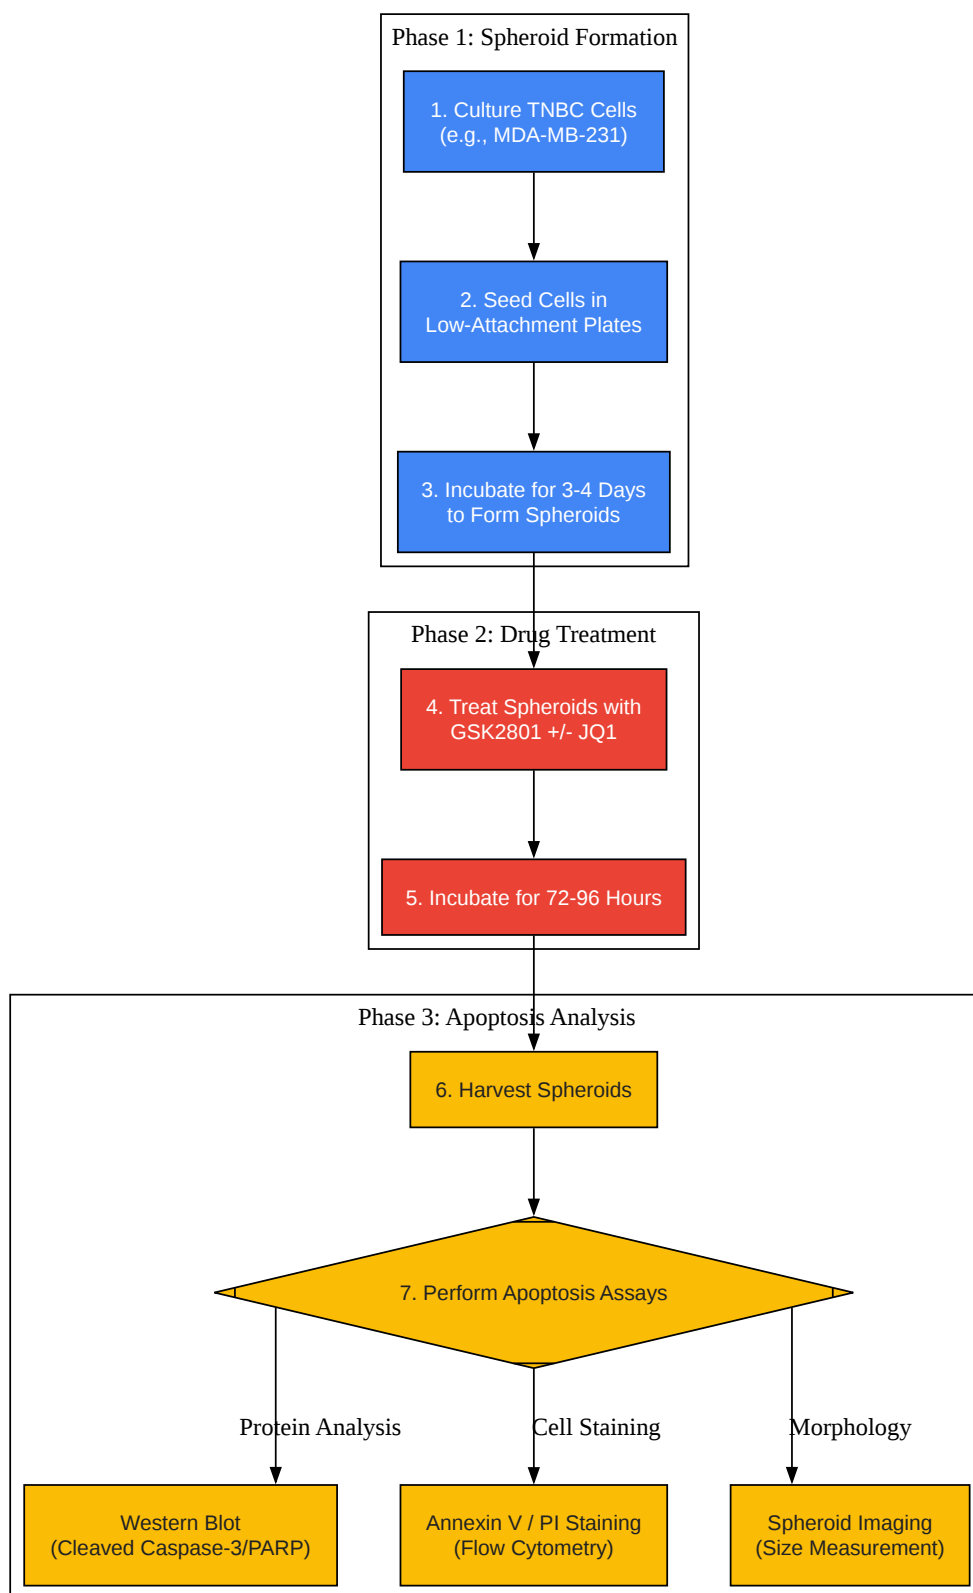 Phase 1: Spheroid Formation
1. Culture TNBC Cells
(e.g., MDA-MB-231)
2. Seed Cells in
Low-Attachment Plates
3. Incubate for 3-4 Days
to Form Spheroids
Phase 2: Drug Treatment
4. Treat Spheroids with
GSK2801 +/- JQ1
5. Incubate for 72-96 Hours
Phase 3: Apoptosis Analysis
6. Harvest Spheroids
7. Perform Apoptosis Assays
Protein Analysis
Cell Staining
Morphology
Western Blot
(Cleaved Caspase-3/PARP)
Annexin V / PI Staining
(Flow Cytometry)
Spheroid Imaging
(Size Measurement)